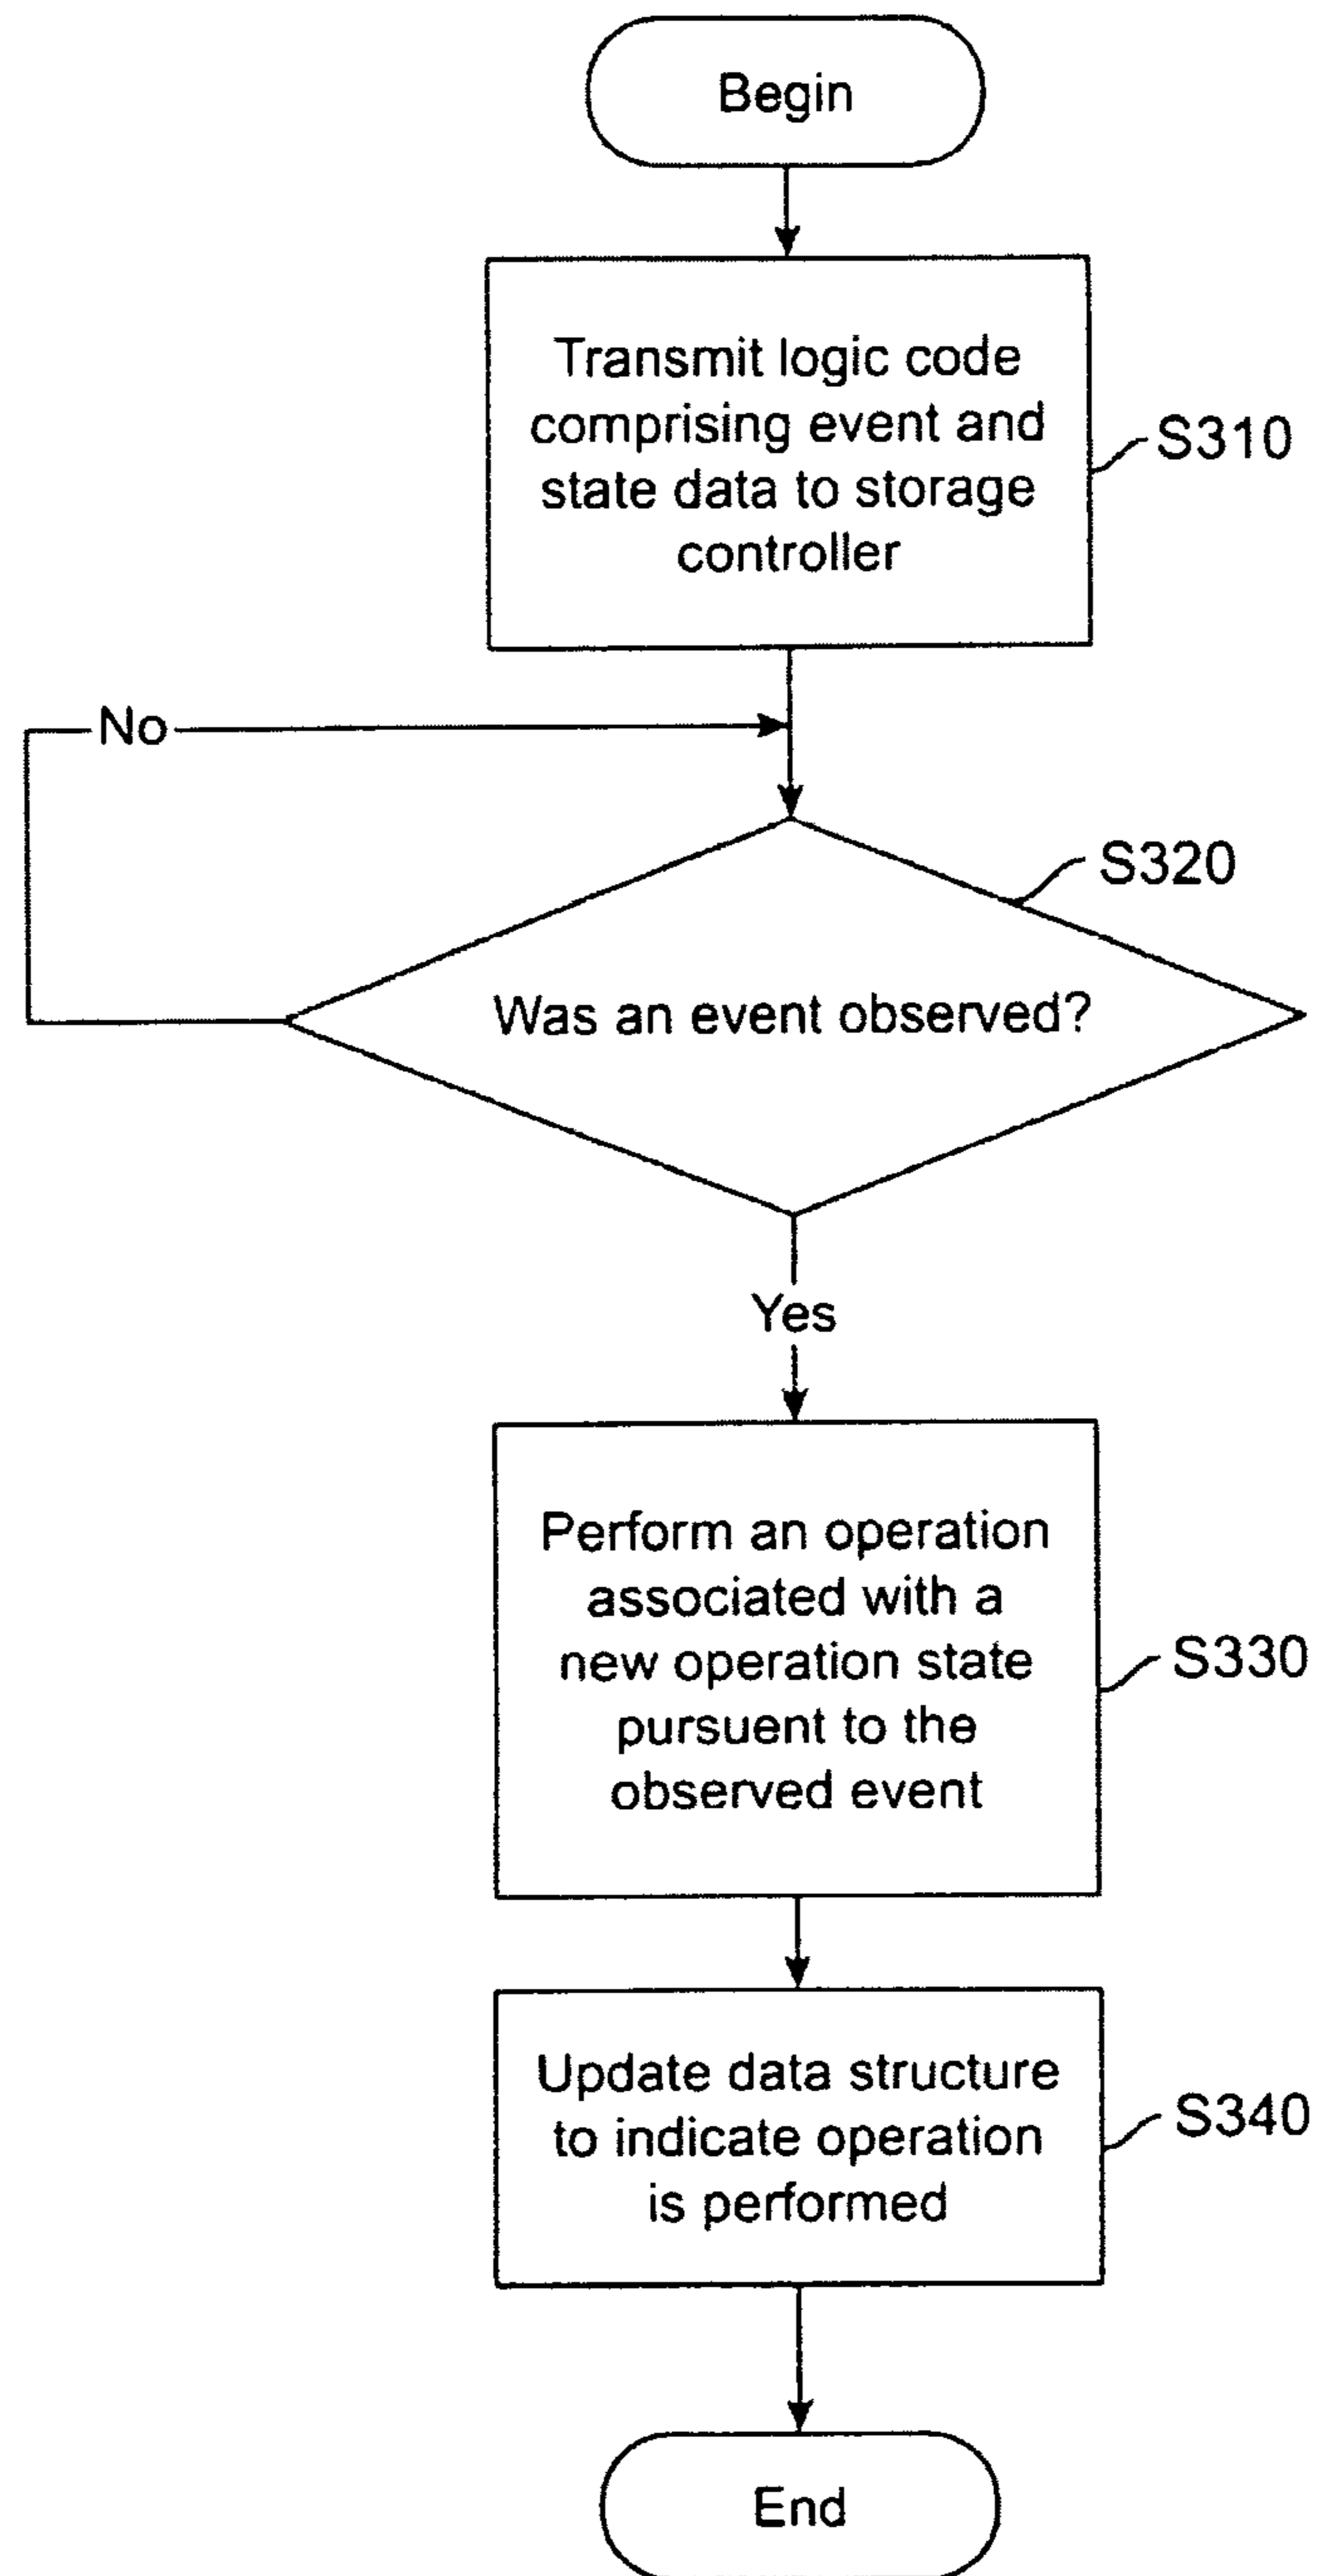 Begin
Transmit logic code
comprising event and
state data to storage
controller
S310
No
S320
Was an event observed?
Yes
Perform an operation
associated with a
new operation state
pursuent to the
observed event
S330
Update data structure
to indicate operation
is performed
S340
End